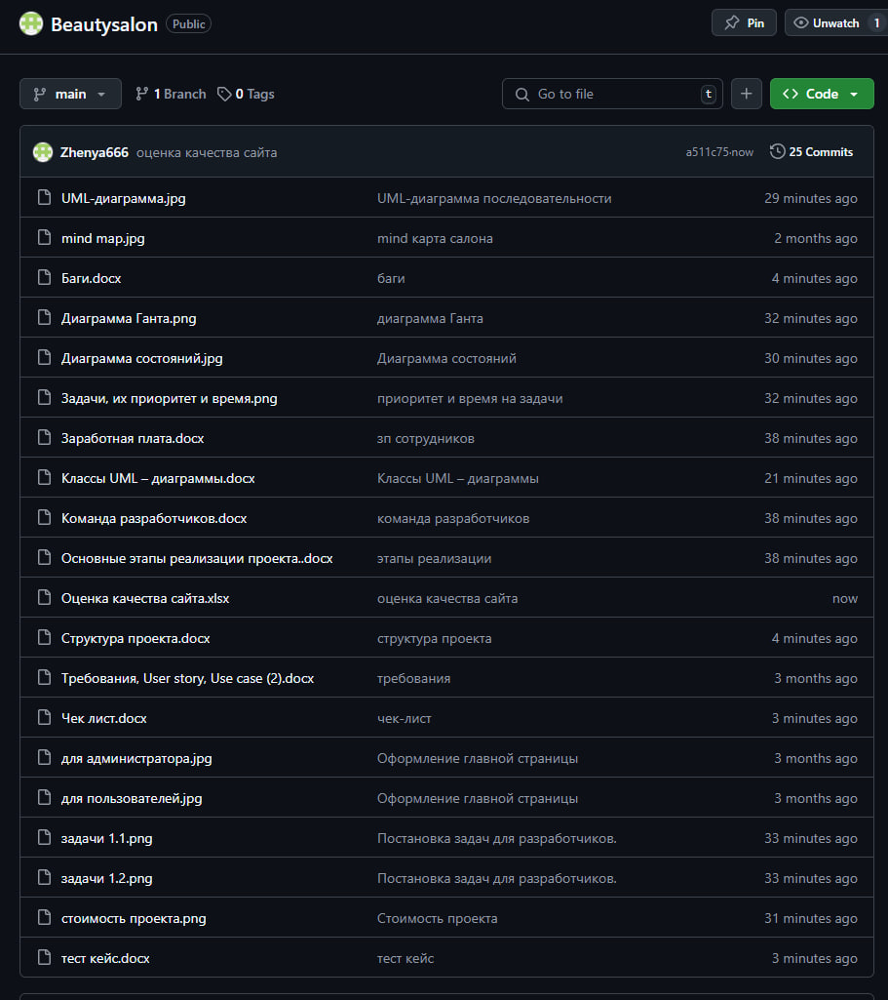 Beautysalon Public Pin Unwatch 1
main 1 Branch 0 Tags Go to file t Code
Zhenya666 оценка качества сайта a511c75·now 25 Commits
UML-диаграмма.jpg UML-диаграмма последовательности 29 minutes ago
mind map.jpg mind карта салона 2 months ago
Баги.docx баги 4 minutes ago
Диаграмма Ганта.png диаграмма Ганта 32 minutes ago
Диаграмма состояний.jpg Диаграмма состояний 30 minutes ago
Задачи, их приоритет и время.png приоритет и время на задачи 32 minutes ago
Заработная плата.docx зп сотрудников 38 minutes ago
Классы UML – диаграммы.docx Классы UML – диаграммы 21 minutes ago
Команда разработчиков.docx команда разработчиков 38 minutes ago
Основные этапы реализации проекта..docx этапы реализации 38 minutes ago
Оценка качества сайта.xlsx оценка качества сайта now
Структура проекта.docx структура проекта 4 minutes ago
Требования, User story, Use case (2).docx требования 3 months ago
Чек лист.docx чек-лист 3 minutes ago
для администратора.jpg Оформление главной страницы 3 months ago
для пользователей.jpg Оформление главной страницы 3 months ago
задачи 1.1.png Постановка задач для разработчиков. 33 minutes ago
задачи 1.2.png Постановка задач для разработчиков. 33 minutes ago
стоимость проекта.png Стоимость проекта 31 minutes ago
тест кейс.docx тест кейс 3 minutes ago